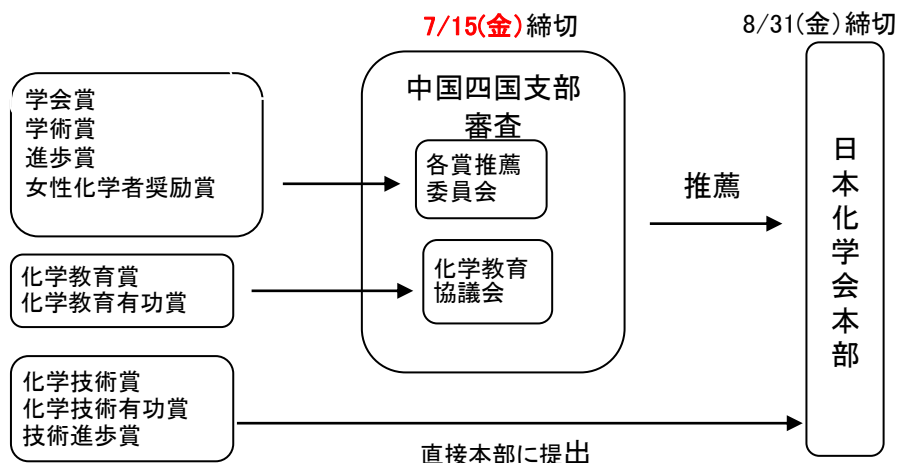 7/15(金)締切
8/31(金)締切
学会賞
学術賞
進歩賞
女性化学者奨励賞
中国四国支部
審査
各賞推薦
委員会
推薦
日本化学会本部
化学教育賞
化学教育有功賞
化学教育
協議会
化学技術賞
化学技術有功賞
技術進歩賞
直接本部に提出